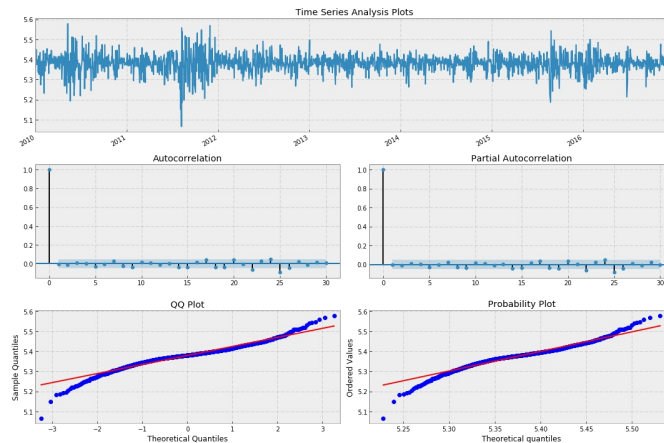 Time Series Analysis Plots
5.6
5.5
5.4
5.3
5.2
5.1
2010 2011 2012 2013 2014 2015 2016
Autocorrelation
1.0
0.8
0.6
0.4
0.2
0.0
0 5 10 15 20 25 30
Partial Autocorrelation
1.0
0.8
0.6
0.4
0.2
0.0
0 5 10 15 20 25 30
QQ Plot
Sample Quantiles
5.6
5.5
5.4
5.3
5.2
5.1
−3 −2 −1 0 1 2 3
Theoretical Quantiles
Probability Plot
Ordered Values
5.6
5.5
5.4
5.3
5.2
5.1
5.25 5.30 5.35 5.40 5.45 5.50
Theoretical quantiles